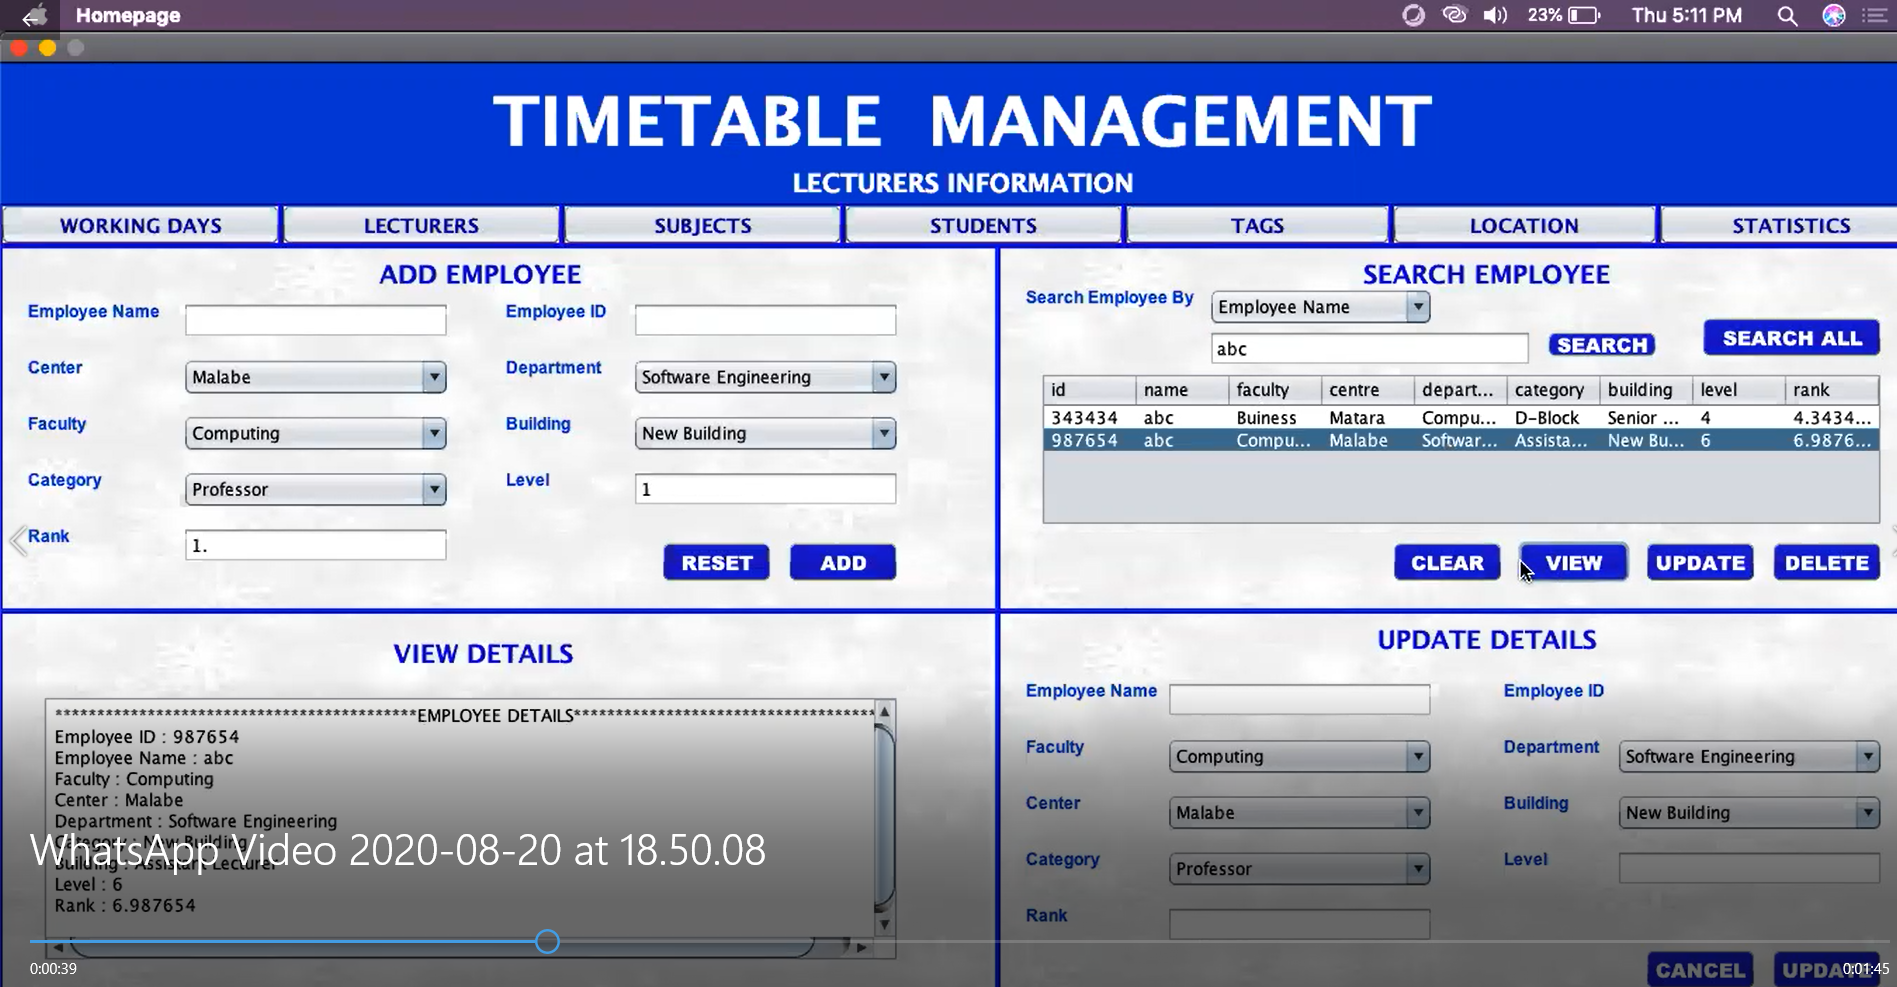 Homepage
23%
Thu 5:11 PM
TIMETABLE MANAGEMENT
LECTURERS INFORMATION
WORKING DAYS LECTURERS SUBJECTS STUDENTS TAGS LOCATION STATISTICS
ADD EMPLOYEE
Employee Name
Employee ID
Center Malabe
Department Software Engineering
Faculty Computing
Building New Building
Category Professor
Level 1
Rank 1.
RESET ADD
SEARCH EMPLOYEE
Search Employee By Employee Name
abc SEARCH SEARCH ALL
id name faculty centre depart... category building level rank
343434 abc Buiness Matara Compu... D-Block Senior ... 4 4.3434...
987654 abc Compu... Malabe Softwar... Assista... New Bu... 6 6.9876...
CLEAR VIEW UPDATE DELETE
VIEW DETAILS
EMPLOYEE DETAILS
Employee ID : 987654
Employee Name : abc
Faculty : Computing
Center : Malabe
Department : Software Engineering
Category : New Building
Building : Assistant Lecturer
Level : 6
Rank : 6.987654
WhatsApp Video 2020-08-20 at 18.50.08
UPDATE DETAILS
Employee Name
Employee ID
Faculty Computing
Department Software Engineering
Center Malabe
Building New Building
Category Professor
Level
Rank
CANCEL UPDATE
0:00:39
0:01:45